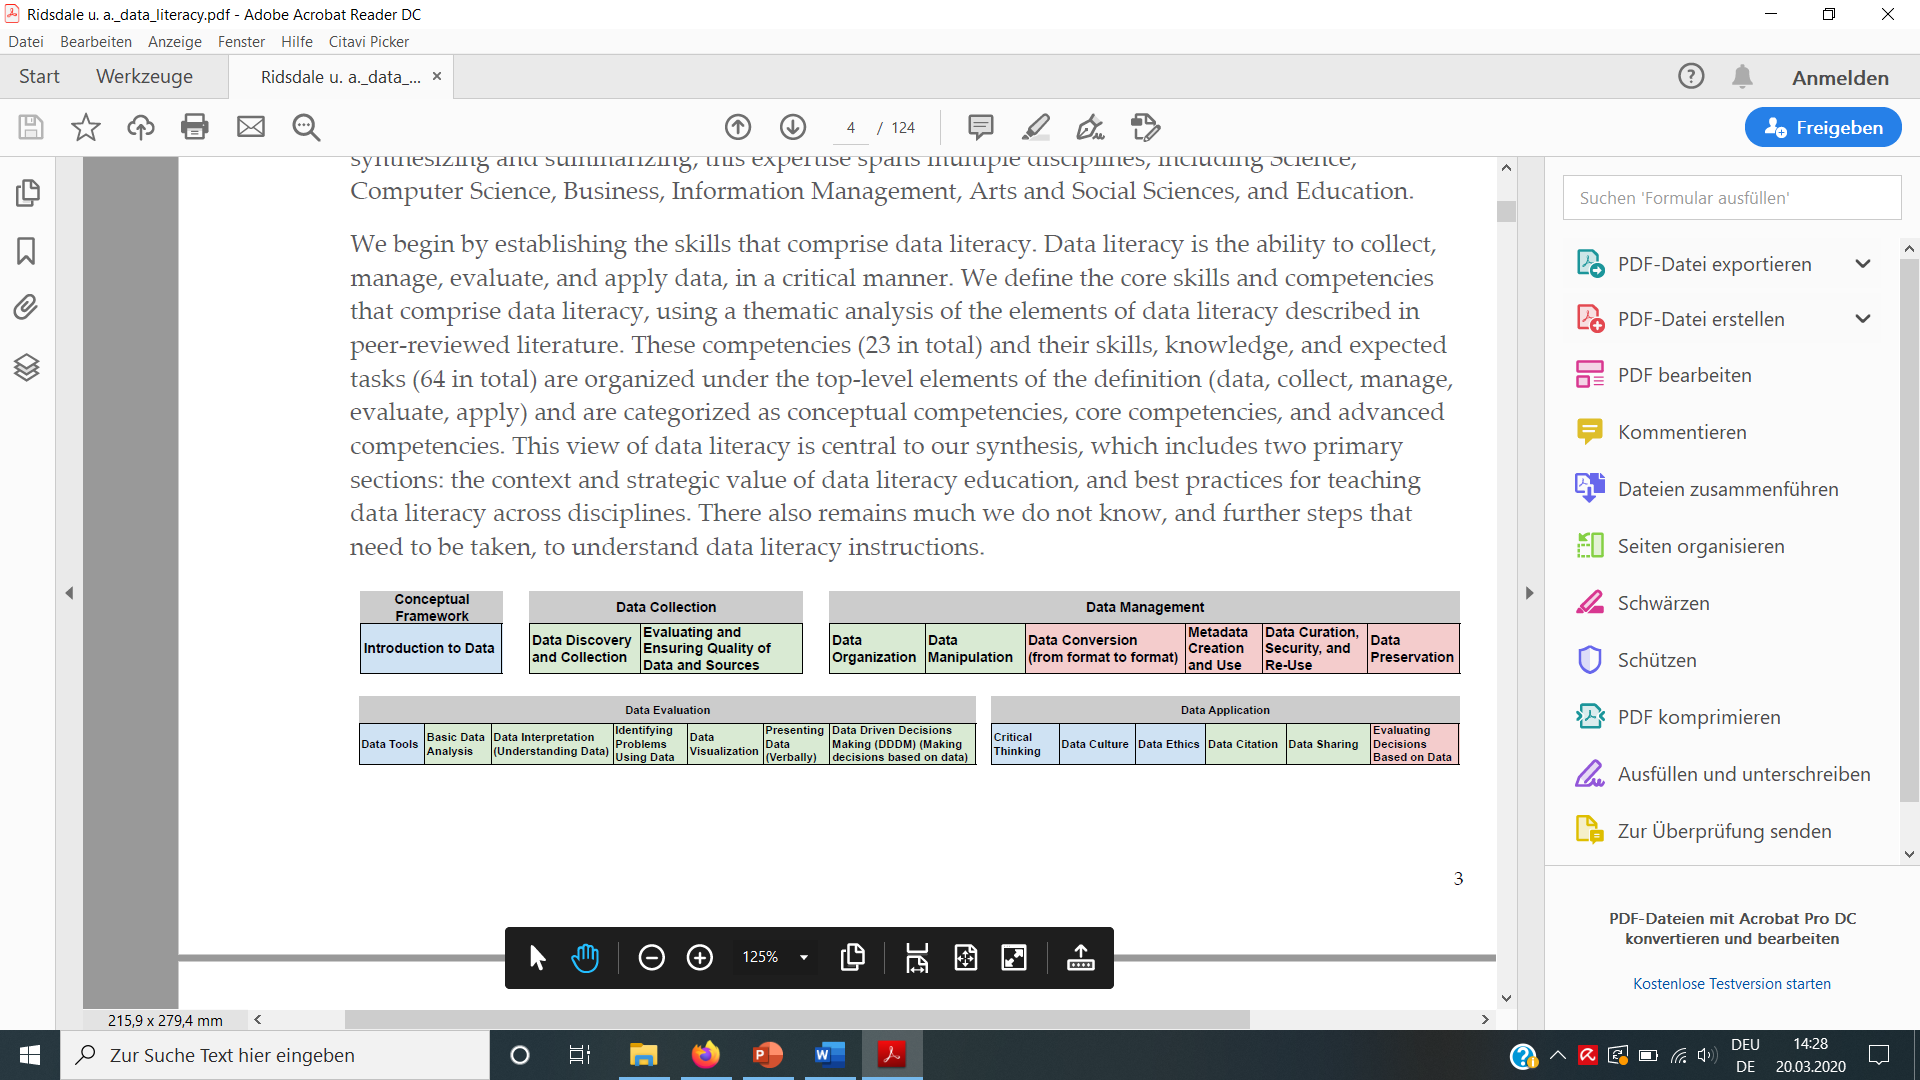 Ridsdale u. a._data_literacy.pdf - Adobe Acrobat Reader DC
Datei Bearbeiten Anzeige Fenster Hilfe Citavi Picker
Start Werkzeuge Ridsdale u. a._data_... × Anmelden
4 / 124 Freigeben
synthesizing and summarizing, this expertise spans multiple disciplines, including Science,
Computer Science, Business, Information Management, Arts and Social Sciences, and Education.
We begin by establishing the skills that comprise data literacy. Data literacy is the ability to collect,
manage, evaluate, and apply data, in a critical manner. We define the core skills and competencies
that comprise data literacy, using a thematic analysis of the elements of data literacy described in
peer-reviewed literature. These competencies (23 in total) and their skills, knowledge, and expected
tasks (64 in total) are organized under the top-level elements of the definition (data, collect, manage,
evaluate, apply) and are categorized as conceptual competencies, core competencies, and advanced
competencies. This view of data literacy is central to our synthesis, which includes two primary
sections: the context and strategic value of data literacy education, and best practices for teaching
data literacy across disciplines. There also remains much we do not know, and further steps that
need to be taken, to understand data literacy instructions.
Conceptual
Framework
Introduction to Data
Data Collection
Data Discovery
and Collection
Evaluating and
Ensuring Quality of
Data and Sources
Data Management
Data
Organization
Data
Manipulation
Data Conversion
(from format to format)
Metadata
Creation
and Use
Data Curation,
Security, and
Re-Use
Data
Preservation
Data Evaluation
Data Tools
Basic Data
Analysis
Data Interpretation
(Understanding Data)
Identifying
Problems
Using Data
Data
Visualization
Presenting
Data
(Verbally)
Data Driven Decisions
Making (DDDM) (Making
decisions based on data)
Data Application
Critical
Thinking
Data Culture
Data Ethics
Data Citation
Data Sharing
Evaluating
Decisions
Based on Data
3
125%
215,9 x 279,4 mm
Suchen 'Formular ausfüllen'
PDF-Datei exportieren
PDF-Datei erstellen
PDF bearbeiten
Kommentieren
Dateien zusammenführen
Seiten organisieren
Schwärzen
Schützen
PDF komprimieren
Ausfüllen und unterschreiben
Zur Überprüfung senden
PDF-Dateien mit Acrobat Pro DC
konvertieren und bearbeiten
Kostenlose Testversion starten
Zur Suche Text hier eingeben
DEU
DE
14:28
20.03.2020